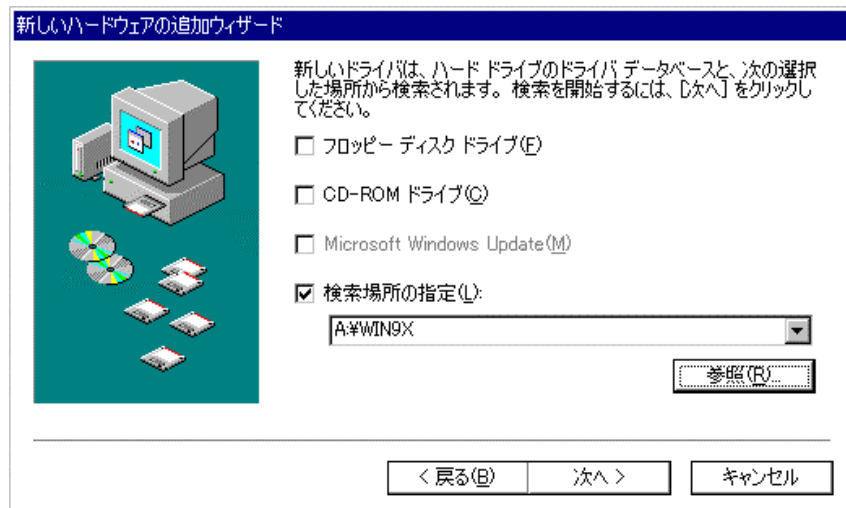 新しいハードウェアの追加ウィザード
新しいドライバは、ハード ドライブのドライバ データベースと、次の選択
した場所から検索されます。検索を開始するには、[次へ] をクリックし
てください。
フロッピー ディスク ドライブ(F)
CD-ROM ドライブ(C)
Microsoft Windows Update(M)
検索場所の指定(L):
A:¥WIN9X
参照(R)...
< 戻る(B)
次へ >
キャンセル